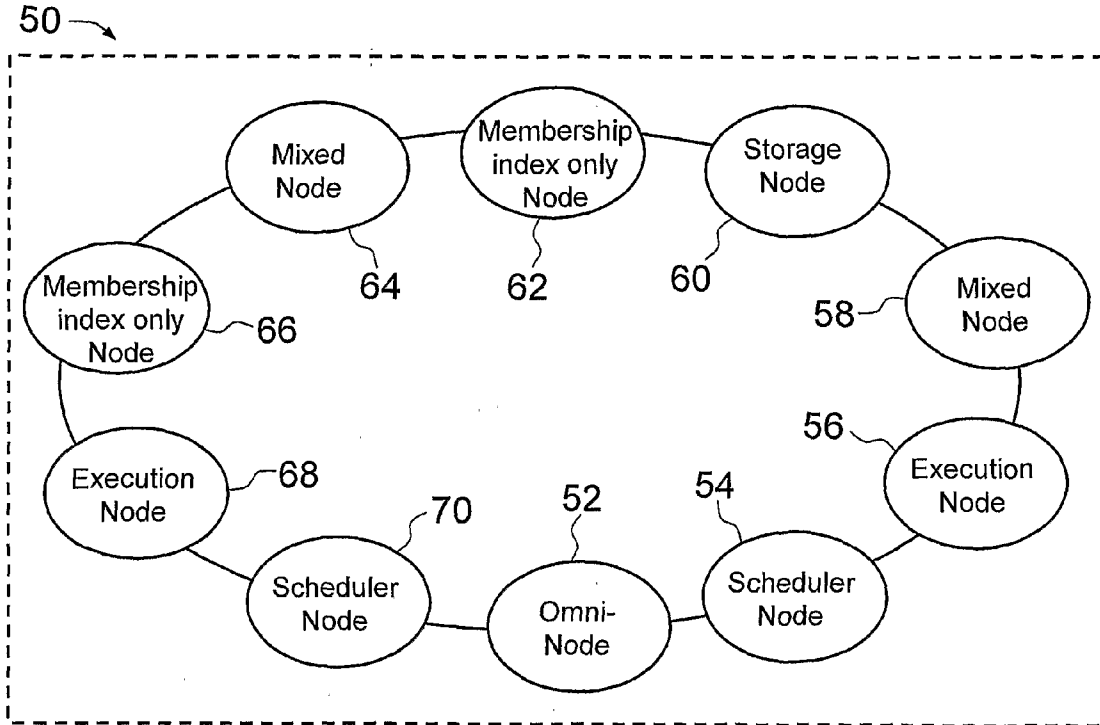 50
Mixed
Node
64
Membership
index only
Node
62
Storage
Node
60
Membership
index only
Node
66
58
Mixed
Node
56
Execution
Node
Execution
Node
68
Scheduler
Node
70
52
Omni-
Node
54
Scheduler
Node